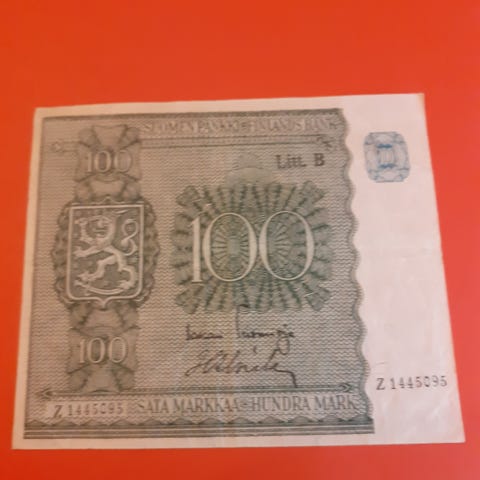 SUOMEN PANKKI FINLANDS BANK
100
Litt. B
100
100
Z 1445095
Z 1445095
SATA MARKKAA HUNDRA MARK